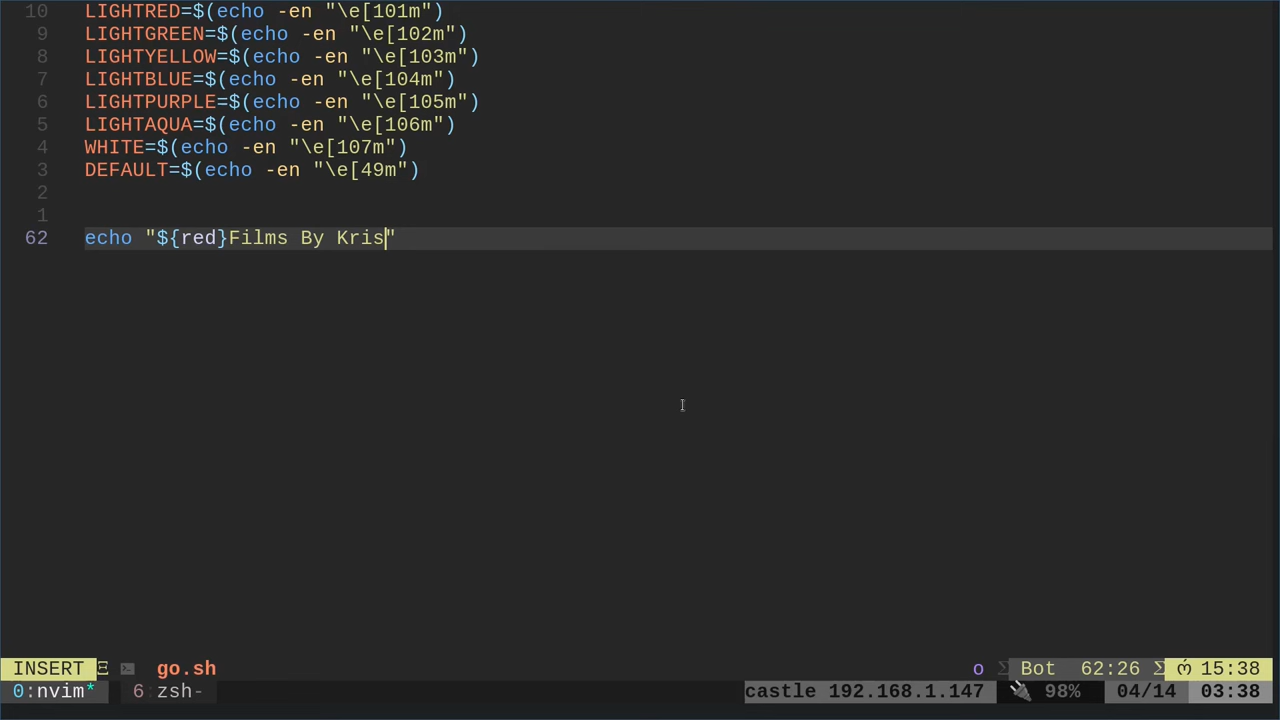 10 LIGHTRED=$(echo -en "\e[101m")
9 LIGHTGREEN=$(echo -en "\e[102m")
8 LIGHTYELLOW=$(echo -en "\e[103m")
7 LIGHTBLUE=$(echo -en "\e[104m")
6 LIGHTPURPLE=$(echo -en "\e[105m")
5 LIGHTAQUA=$(echo -en "\e[106m")
4 WHITE=$(echo -en "\e[107m")
3 DEFAULT=$(echo -en "\e[49m")
2
1
62 echo "${red}Films By Kris"
INSERT Ξ go.sh o Σ Bot 62:26 Σ 15:38
0:nvim* 6 zsh- castle 192.168.1.147 98% 04/14 03:38